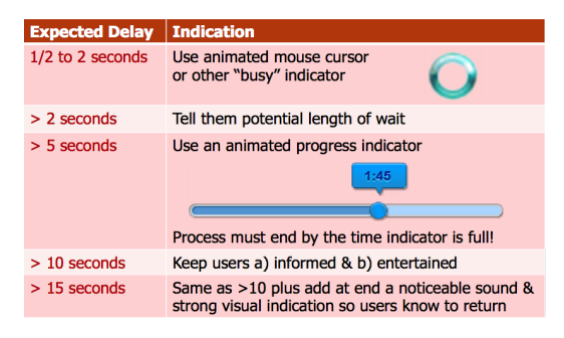 Expected Delay Indication
1/2 to 2 seconds Use animated mouse cursor
or other “busy” indicator
> 2 seconds Tell them potential length of wait
> 5 seconds Use an animated progress indicator
1:45
Process must end by the time indicator is full!
> 10 seconds Keep users a) informed & b) entertained
> 15 seconds Same as >10 plus add at end a noticeable sound &
strong visual indication so users know to return